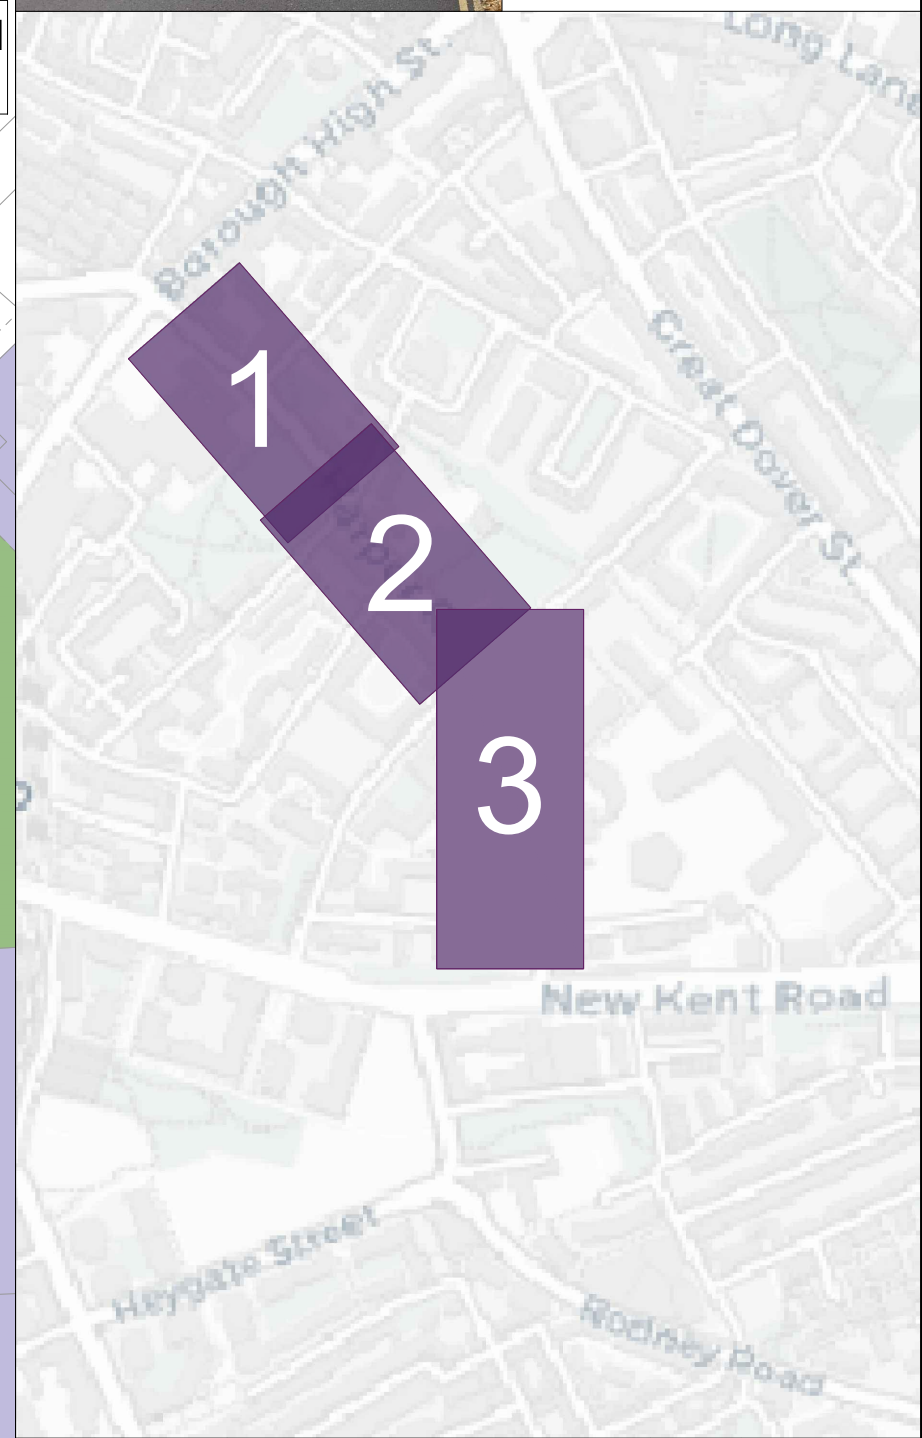 Long Lane
Borough High St.
Great Dover St
1
2
3
New Kent Road
Heygate Street
Rodney Road